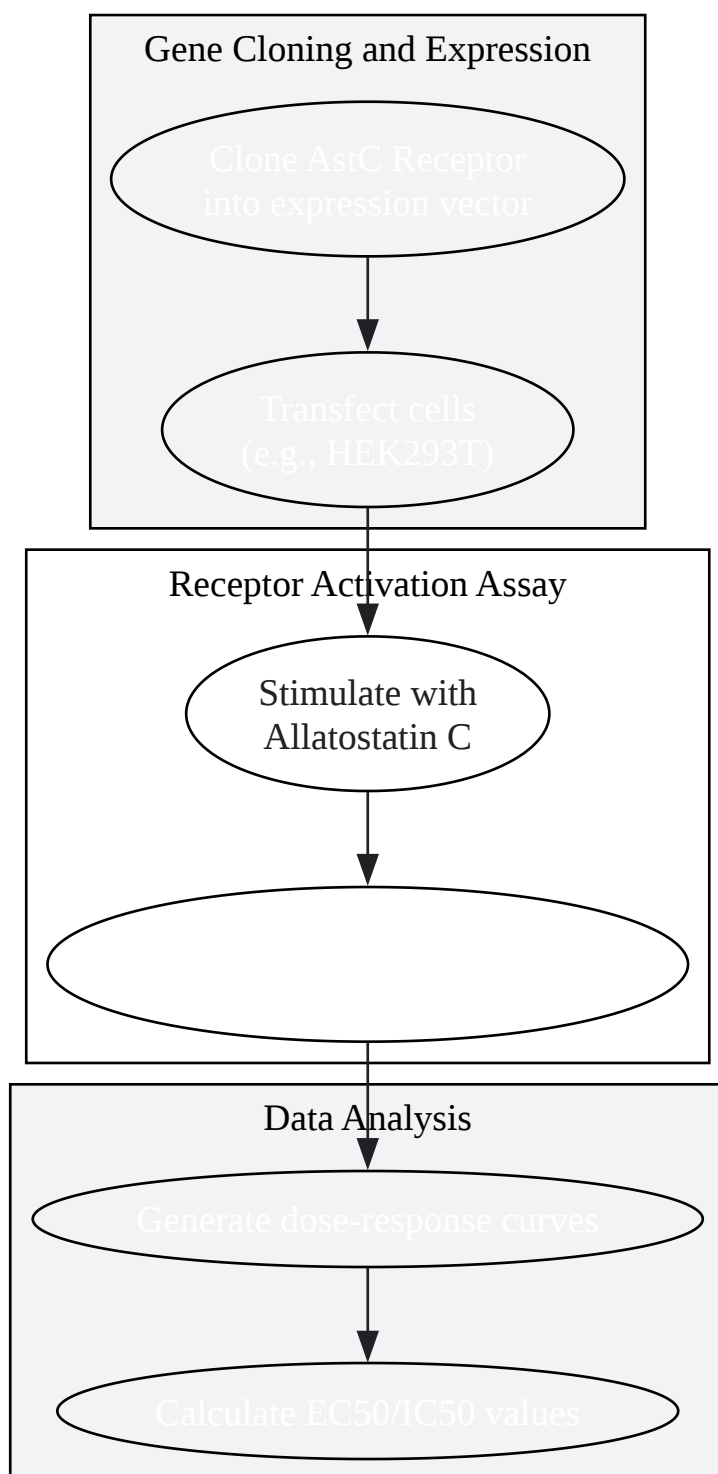 Gene Cloning and Expression
Clone AstC Receptor
into expression vector
Transfect cells
(e.g., HEK293T)
Receptor Activation Assay
Stimulate with
Allatostatin C
Data Analysis
Generate dose-response curves
Calculate EC50/IC50 values